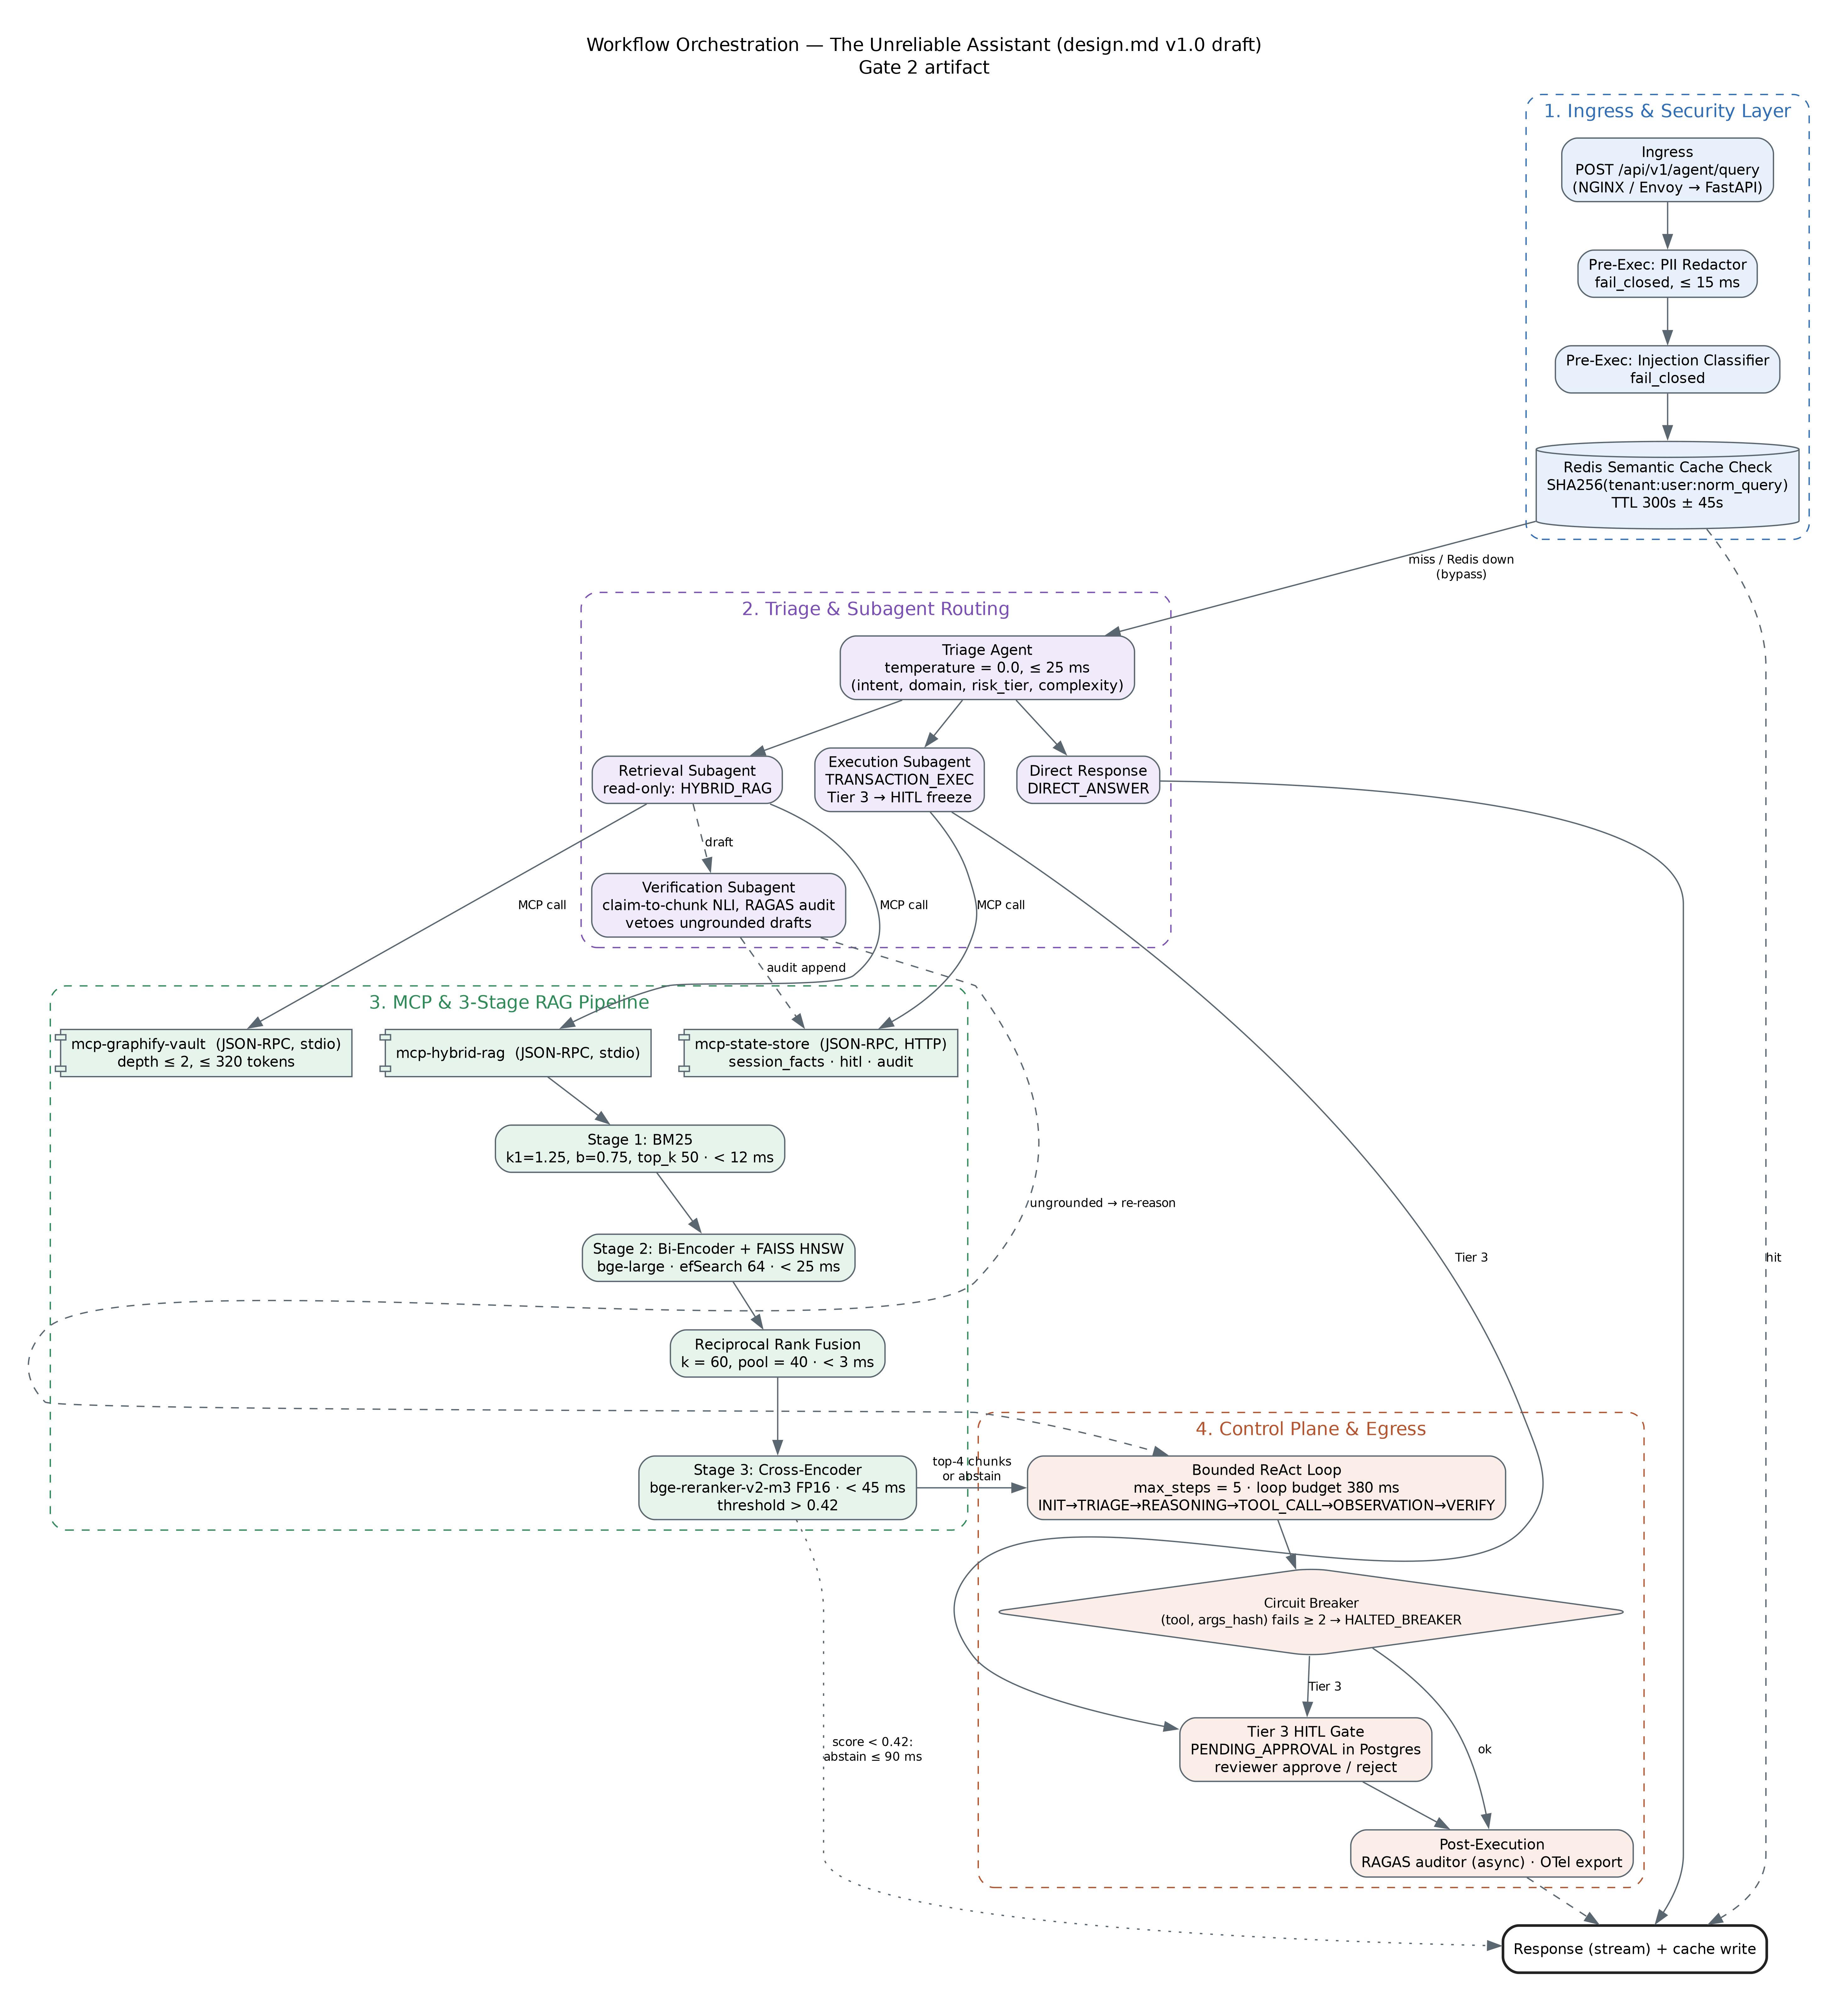 Workflow Orchestration — The Unreliable Assistant (design.md v1.0 draft)
Gate 2 artifact
1. Ingress & Security Layer
Ingress
POST /api/v1/agent/query
(NGINX / Envoy → FastAPI)
Pre-Exec: PII Redactor
fail_closed, ≤ 15 ms
Pre-Exec: Injection Classifier
fail_closed
Redis Semantic Cache Check
SHA256(tenant:user:norm_query)
TTL 300s ± 45s
miss / Redis down
(bypass)
2. Triage & Subagent Routing
Triage Agent
temperature = 0.0, ≤ 25 ms
(intent, domain, risk_tier, complexity)
Retrieval Subagent
read-only: HYBRID_RAG
Execution Subagent
TRANSACTION_EXEC
Tier 3 → HITL freeze
Direct Response
DIRECT_ANSWER
draft
Verification Subagent
claim-to-chunk NLI, RAGAS audit
vetoes ungrounded drafts
MCP call
MCP call
MCP call
audit append
3. MCP & 3-Stage RAG Pipeline
mcp-graphify-vault (JSON-RPC, stdio)
depth ≤ 2, ≤ 320 tokens
mcp-hybrid-rag (JSON-RPC, stdio)
mcp-state-store (JSON-RPC, HTTP)
session_facts · hitl · audit
Stage 1: BM25
k1=1.25, b=0.75, top_k 50 · < 12 ms
ungrounded → re-reason
Stage 2: Bi-Encoder + FAISS HNSW
bge-large · efSearch 64 · < 25 ms
Tier 3
hit
Reciprocal Rank Fusion
k = 60, pool = 40 · < 3 ms
Stage 3: Cross-Encoder
bge-reranker-v2-m3 FP16 · < 45 ms
threshold > 0.42
top-4 chunks
or abstain
4. Control Plane & Egress
Bounded ReAct Loop
max_steps = 5 · loop budget 380 ms
INIT→TRIAGE→REASONING→TOOL_CALL→OBSERVATION→VERIFY
Circuit Breaker
(tool, args_hash) fails ≥ 2 → HALTED_BREAKER
Tier 3
Tier 3 HITL Gate
PENDING_APPROVAL in Postgres
reviewer approve / reject
ok
score < 0.42:
abstain ≤ 90 ms
Post-Execution
RAGAS auditor (async) · OTel export
Response (stream) + cache write